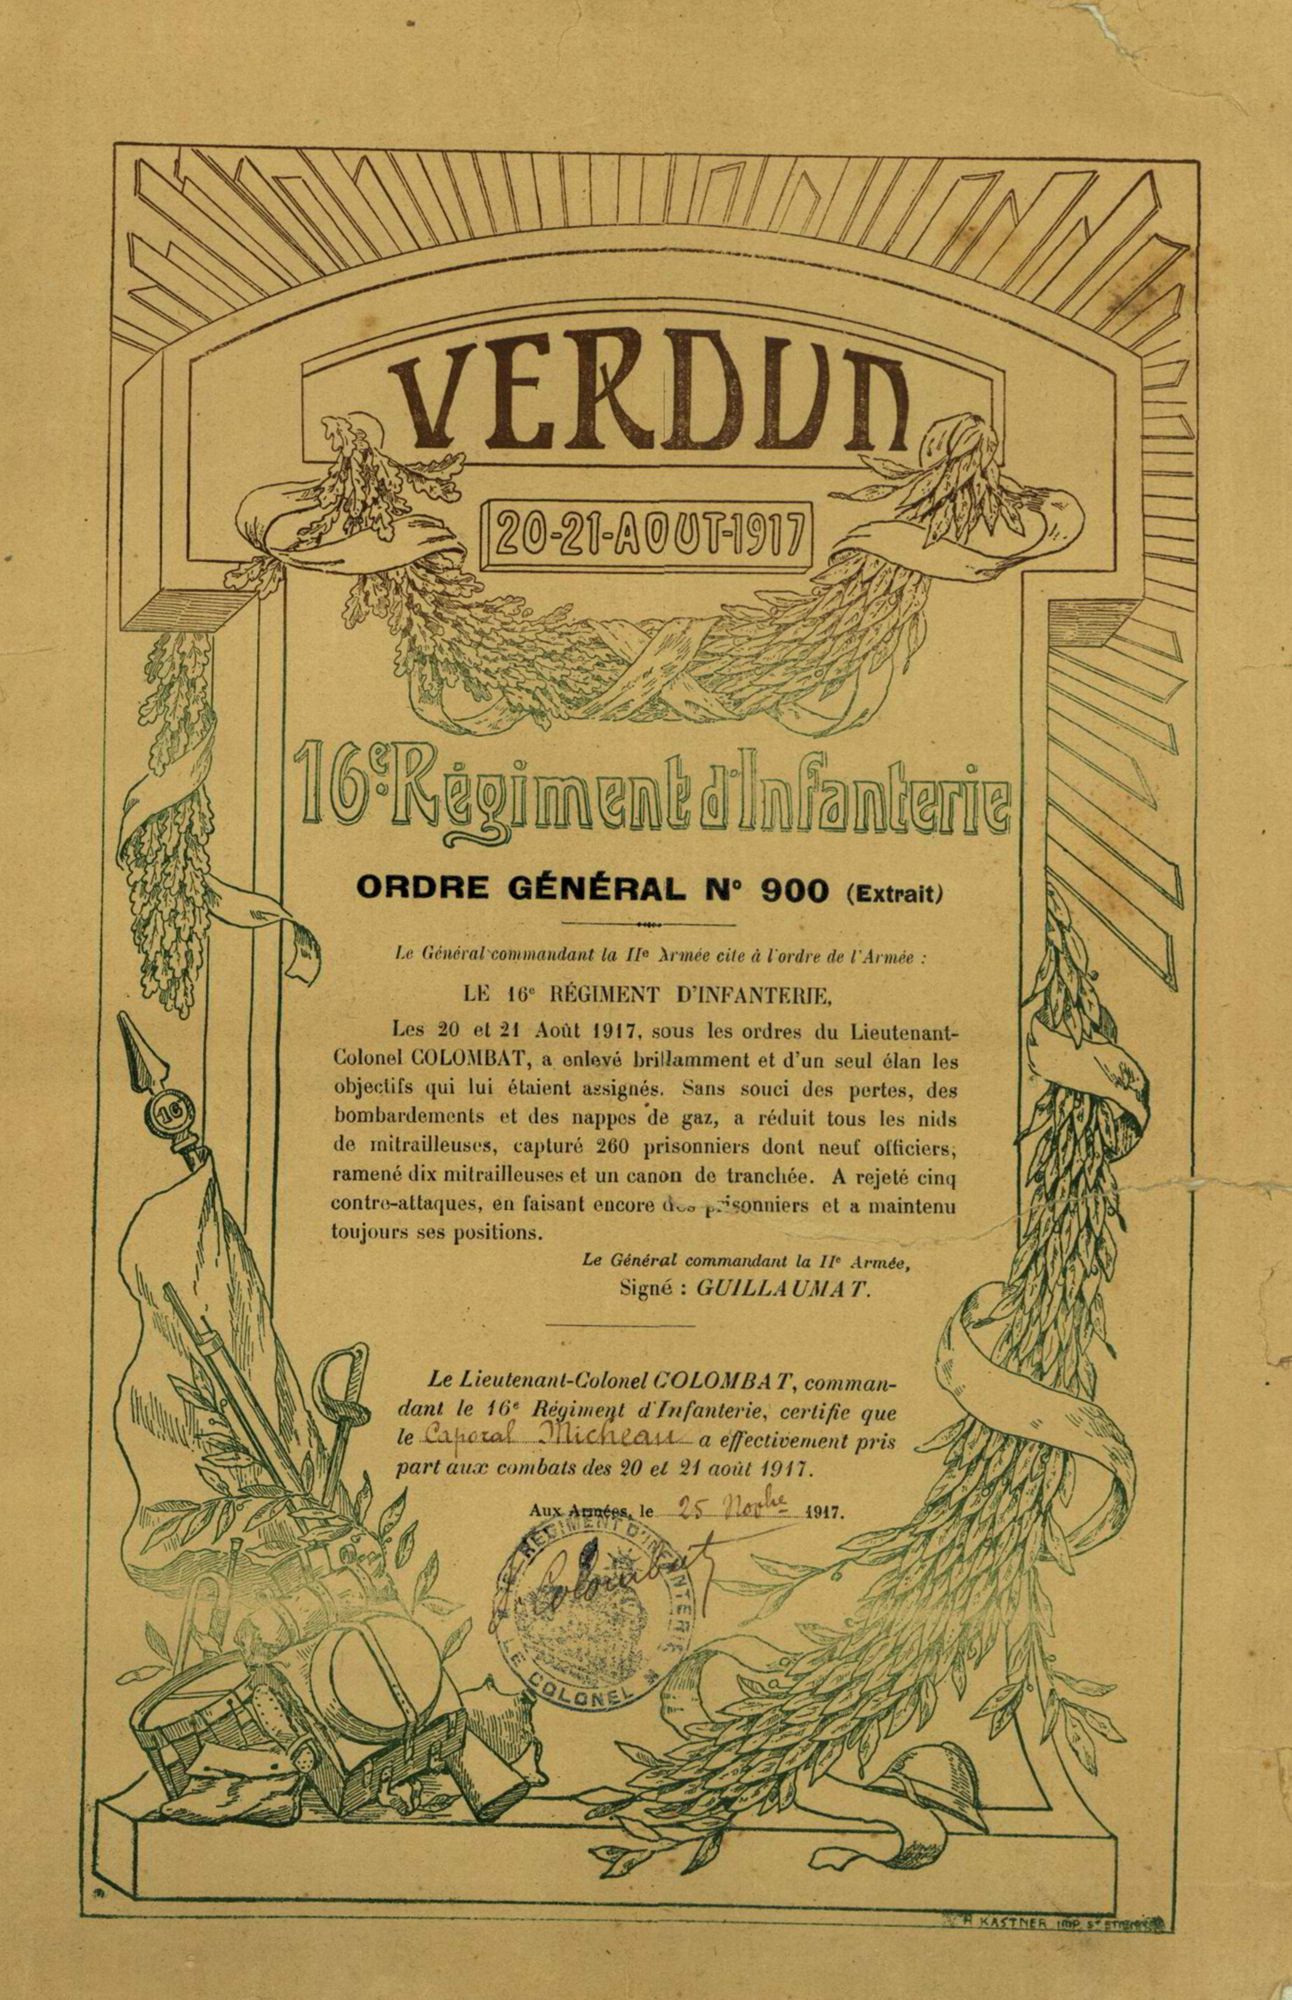 VERDUN
20-21-AOUT-1917
16e Régiment d'Infanterie
ORDRE GÉNÉRAL N° 900 (Extrait)
Le Général commandant la IIe Armée cite à l'ordre de l'Armée :
LE 16e RÉGIMENT D'INFANTERIE,
Les 20 et 21 Août 1917, sous les ordres du Lieutenant-
Colonel COLOMBAT, a enlevé brillamment et d'un seul élan les
objectifs qui lui étaient assignés. Sans souci des pertes, des
bombardements et des nappes de gaz, a réduit tous les nids
de mitrailleuses, capturé 260 prisonniers dont neuf officiers,
ramené dix mitrailleuses et un canon de tranchée. A rejeté cinq
contre-attaques, en faisant encore des prisonniers et a maintenu
toujours ses positions.
Le Général commandant la IIe Armée,
Signé : GUILLAUMAT.
16
Le Lieutenant-Colonel COLOMBAT, comman-
dant le 16e Régiment d'Infanterie, certifie que
le Caporal Micheau a effectivement pris
part aux combats des 20 et 21 août 1917.
Aux Armées, le 25 Novbe 1917.
RÉGIMENT D'INFANTERIE
Colombat
LE COLONEL
KASTNER IMP. St ETIENNE